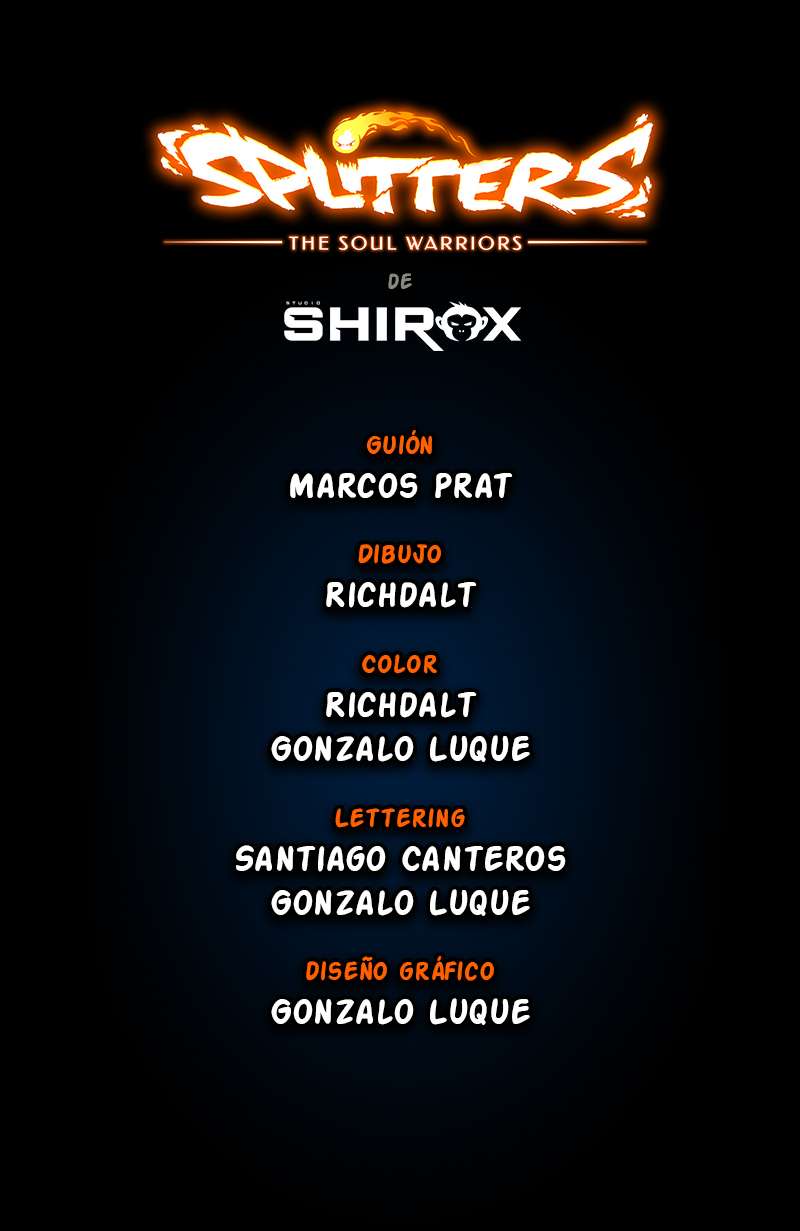 SPLITTERS
THE SOUL WARRIORS
DE
STUDIO
SHIROX
GUIÓN
MARCOS PRAT
DIBUJO
RICHDALT
COLOR
RICHDALT
GONZALO LUQUE
LETTERING
SANTIAGO CANTEROS
GONZALO LUQUE
DISEÑO GRÁFICO
GONZALO LUQUE